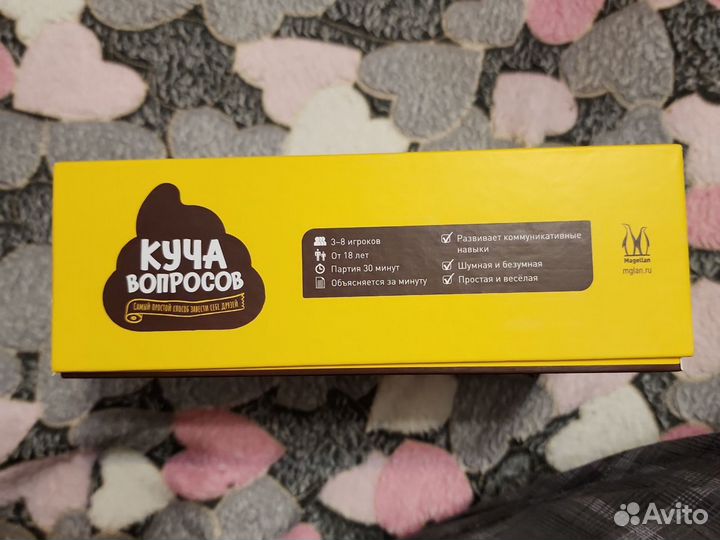 КУЧА
ВОПРОСОВ
САМЫЙ ПРОСТОЙ СПОСОБ ЗАВЕСТИ СЕБЕ ДРУЗЕЙ
3–8 игроков
От 18 лет
Партия 30 минут
Объясняется за минуту
Развивает коммуникативные
навыки
Шумная и безумная
Простая и весёлая
Magellan
mglan.ru
Avito